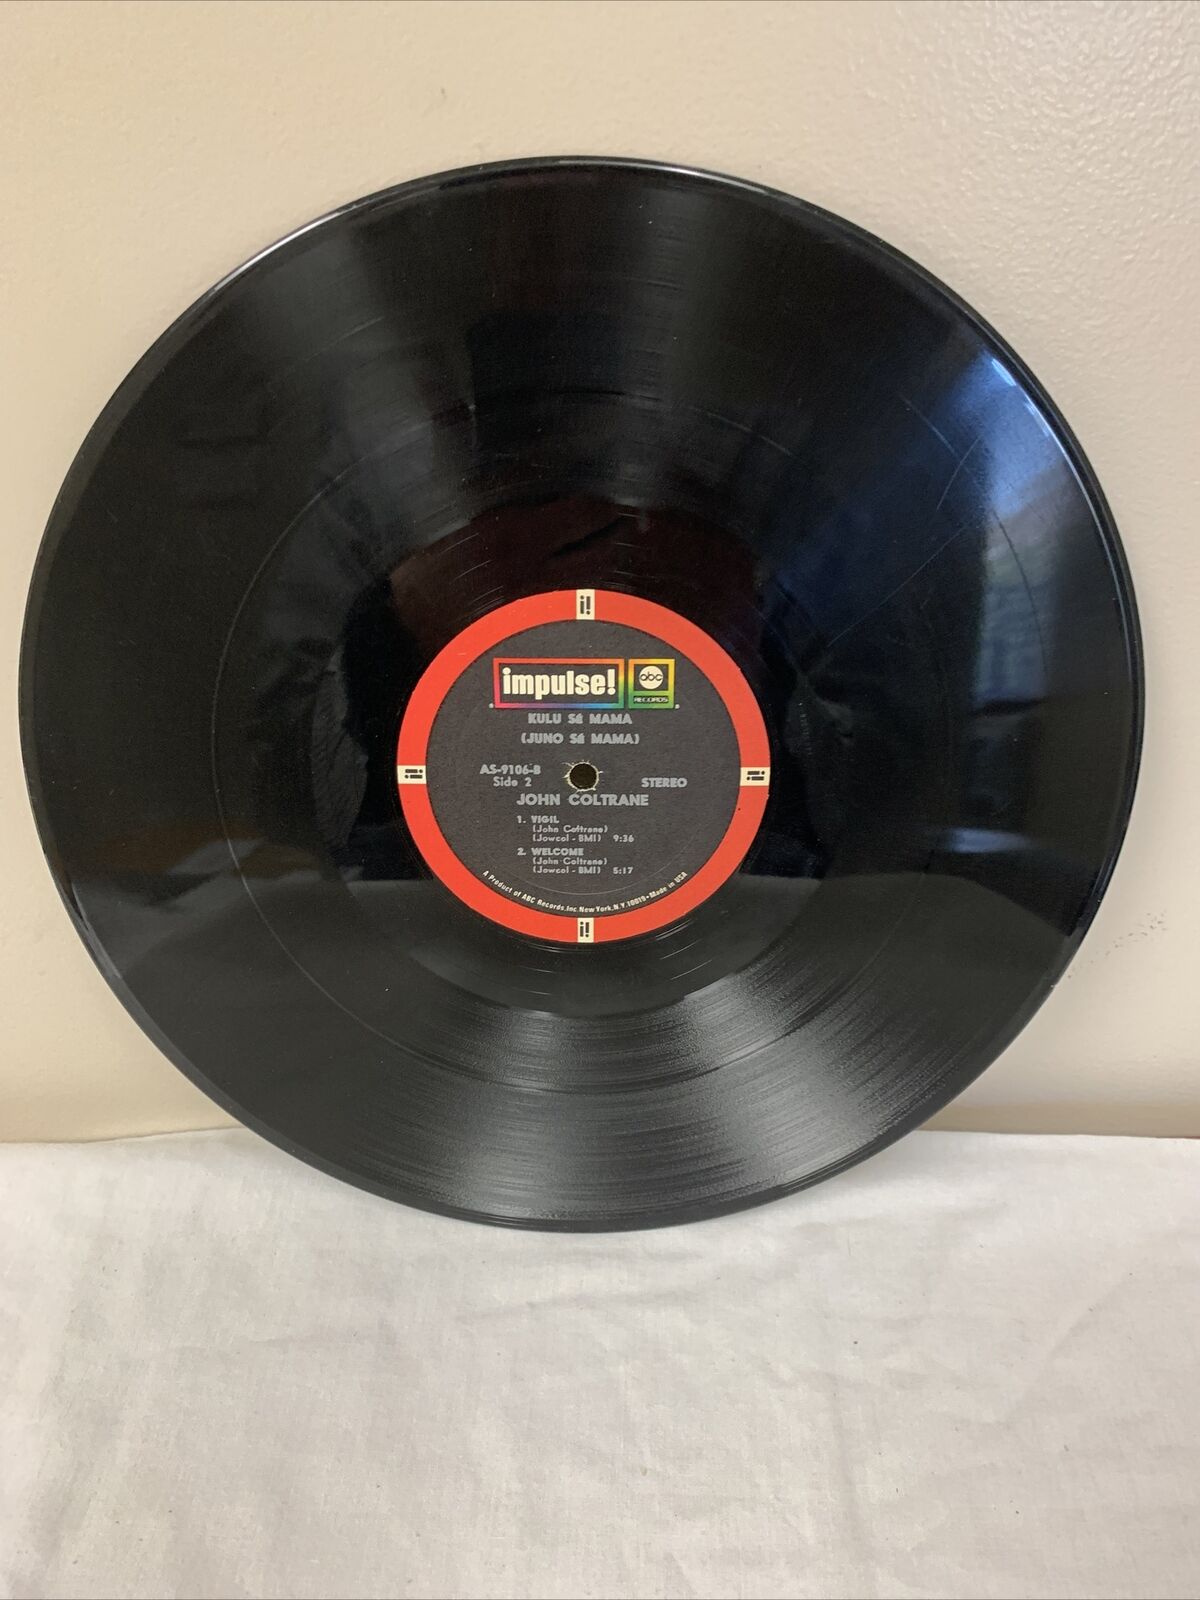 i!
impulse! abc RECORDS
KULU Sé MAMA
(JUNO Sé MAMA)
AS-9106-B
Side 2
STEREO
JOHN COLTRANE
1. VIGIL
(John Coltrane)
(Jowcol - BMI) 9:36
2. WELCOME
(John Coltrane)
(Jowcol - BMI) 5:17
A Product of ABC Records, Inc New York, N.Y. 10019 • Made in USA
i!
i!
i!